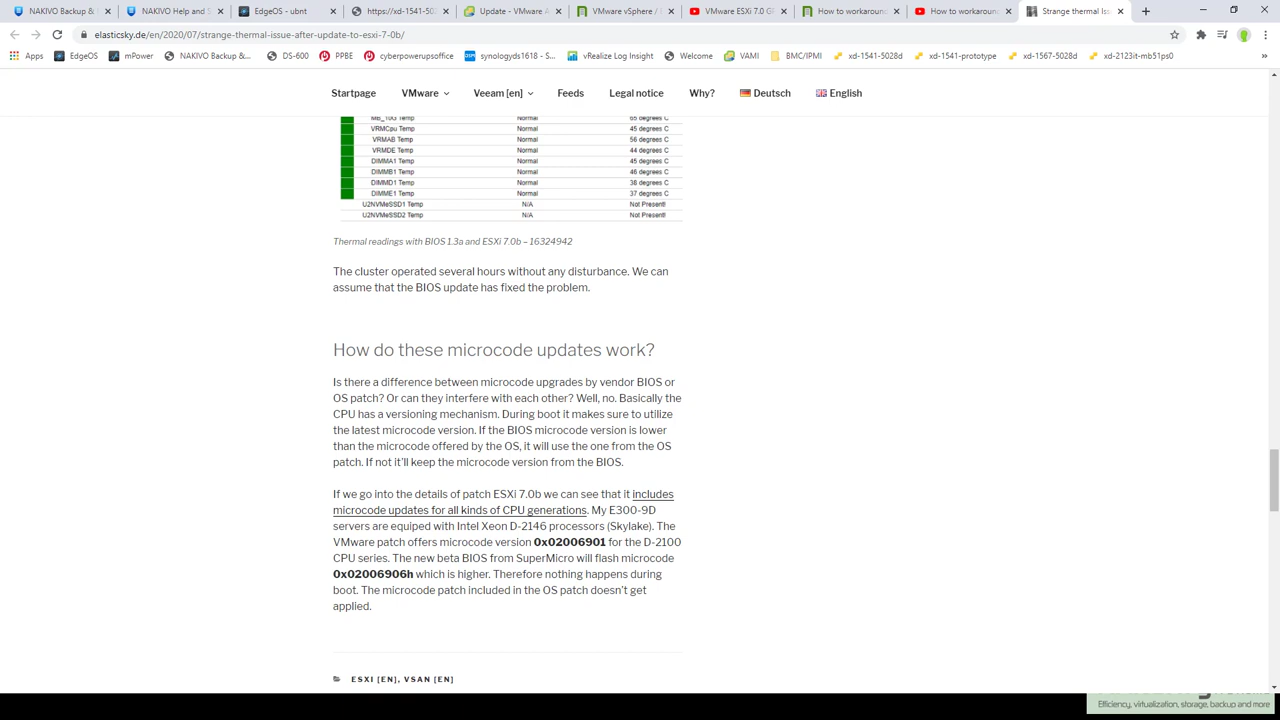 NAKIVO Backup &
NAKIVO Help and S
EdgeOS - ubnt
https://xd-1541-502
Update - VMware A
VMware vSphere / E
VMware ESXi 7.0 GA
How to workaround
How to workaround
Strange thermal iss
elasticsky.de/en/2020/07/strange-thermal-issue-after-update-to-esxi-7-0b/
Apps
EdgeOS
mPower
NAKIVO Backup &...
DS-600
PPBE
cyberpowerupsoffice
synologyds1618 - S...
vRealize Log Insight
Welcome
VAMI
BMC/IPMI
xd-1541-5028d
xd-1541-prototype
xd-1567-5028d
xd-2123it-mb51ps0
»
Startpage
VMware
Veeam [en]
Feeds
Legal notice
Why?
Deutsch
English
MB_10G Temp Normal 65 degrees C
VRMCpu Temp Normal 45 degrees C
VRMAB Temp Normal 56 degrees C
VRMDE Temp Normal 44 degrees C
DIMMA1 Temp Normal 45 degrees C
DIMMB1 Temp Normal 46 degrees C
DIMMD1 Temp Normal 38 degrees C
DIMME1 Temp Normal 37 degrees C
U2NVMeSSD1 Temp N/A Not Present!
U2NVMeSSD2 Temp N/A Not Present!
Thermal readings with BIOS 1.3a and ESXi 7.0b – 16324942
The cluster operated several hours without any disturbance. We can
assume that the BIOS update has fixed the problem.
How do these microcode updates work?
Is there a difference between microcode upgrades by vendor BIOS or
OS patch? Or can they interfere with each other? Well, no. Basically the
CPU has a versioning mechanism. During boot it makes sure to utilize
the latest microcode version. If the BIOS microcode version is lower
than the microcode offered by the OS, it will use the one from the OS
patch. If not it'll keep the microcode version from the BIOS.
If we go into the details of patch ESXi 7.0b we can see that it includes
microcode updates for all kinds of CPU generations. My E300-9D
servers are equiped with Intel Xeon D-2146 processors (Skylake). The
VMware patch offers microcode version 0x02006901 for the D-2100
CPU series. The new beta BIOS from SuperMicro will flash microcode
0x02006906h which is higher. Therefore nothing happens during
boot. The microcode patch included in the OS patch doesn't get
applied.
ESXI [EN], VSAN [EN]
Efficiency, virtualization, storage, backup and more